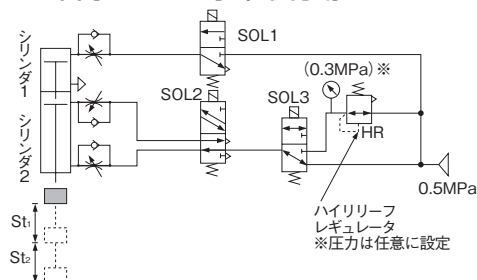 シリンダ1
シリンダ2
SOL1
SOL2
SOL3
(0.3MPa)※
HR
0.5MPa
ハイリリーフ
レギュレータ
※圧力は任意に設定
St1
St2